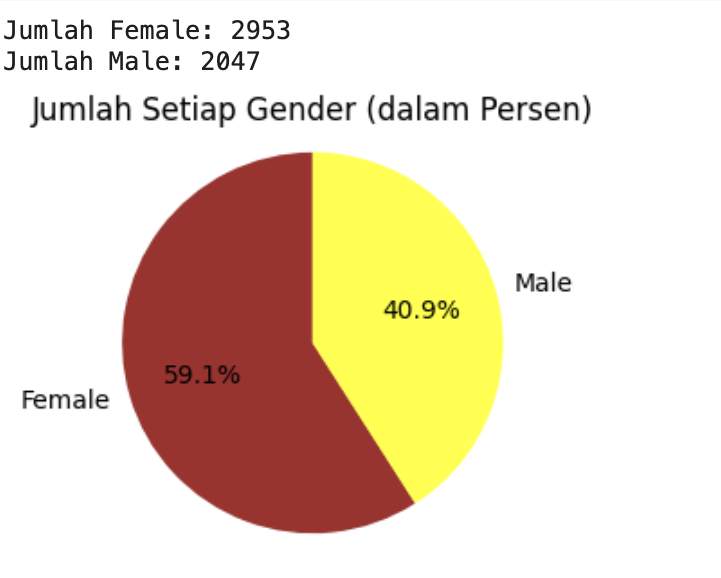 Jumlah Female: 2953
Jumlah Male: 2047
Jumlah Setiap Gender (dalam Persen)
Male
40.9%
59.1%
Female